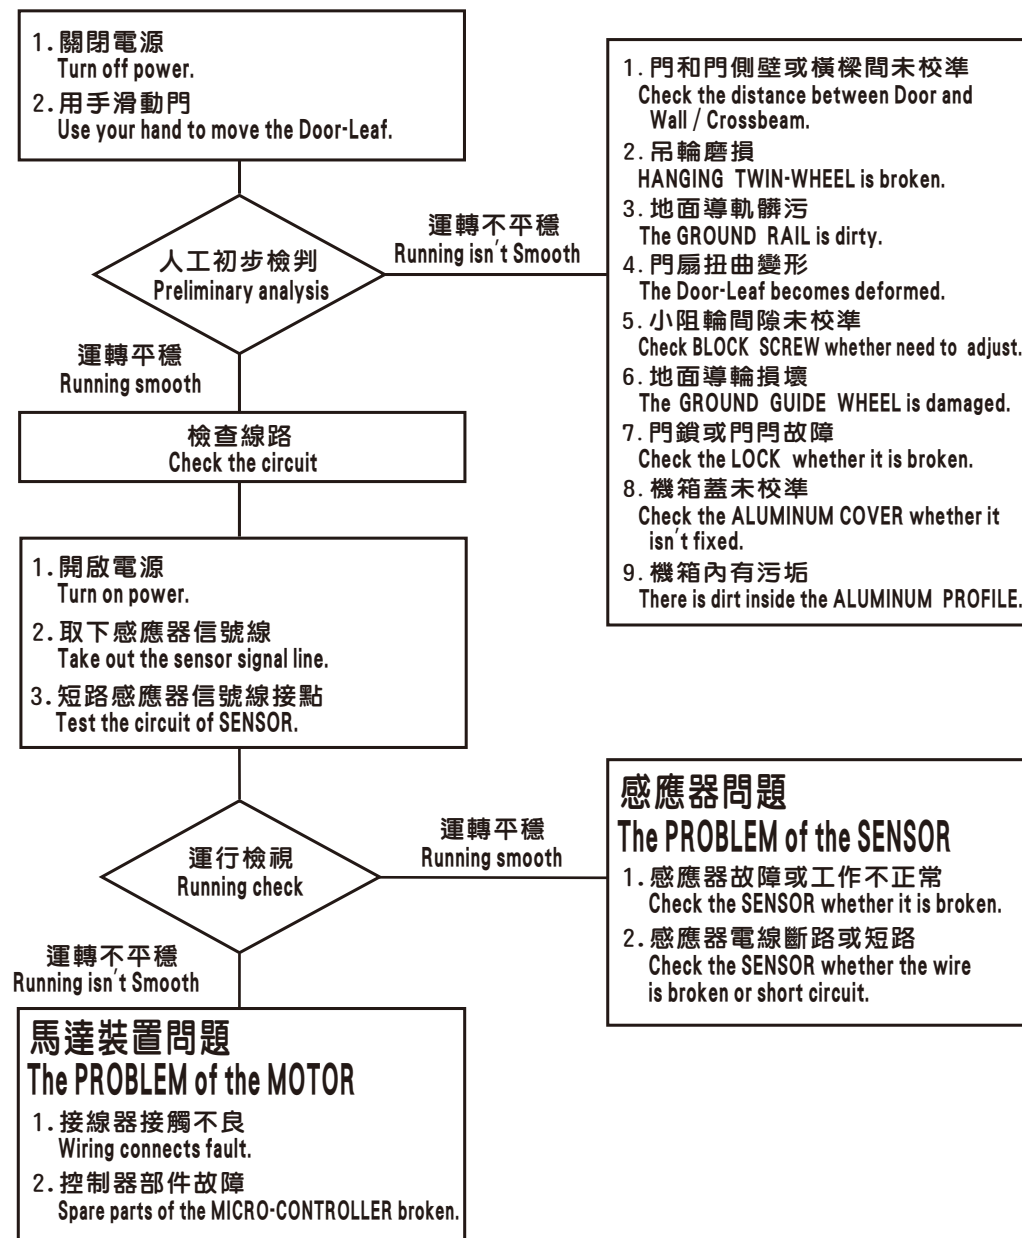 1.關閉電源
Turn off power.
2.用手滑動門
Use your hand to move the Door-Leaf.
人工初步檢判
Preliminary analysis
運轉不平穩
Running isn't Smooth
1.門和門側壁或橫樑間未校準
Check the distance between Door and
Wall / Crossbeam.
2.吊輪磨損
HANGING TWIN-WHEEL is broken.
3.地面導軌髒污
The GROUND RAIL is dirty.
4.門扇扭曲變形
The Door-Leaf becomes deformed.
5.小阻輪間隙未校準
Check BLOCK SCREW whether need to adjust.
6.地面導輪損壞
The GROUND GUIDE WHEEL is damaged.
7.門鎖或門閂故障
Check the LOCK whether it is broken.
8.機箱蓋未校準
Check the ALUMINUM COVER whether it
isn't fixed.
9.機箱內有污垢
There is dirt inside the ALUMINUM PROFILE.
運轉平穩
Running smooth
檢查線路
Check the circuit
1.開啟電源
Turn on power.
2.取下感應器信號線
Take out the sensor signal line.
3.短路感應器信號線接點
Test the circuit of SENSOR.
運行檢視
Running check
運轉平穩
Running smooth
感應器問題
The PROBLEM of the SENSOR
1.感應器故障或工作不正常
Check the SENSOR whether it is broken.
2.感應器電線斷路或短路
Check the SENSOR whether the wire
is broken or short circuit.
運轉不平穩
Running isn't Smooth
馬達裝置問題
The PROBLEM of the MOTOR
1.接線器接觸不良
Wiring connects fault.
2.控制器部件故障
Spare parts of the MICRO-CONTROLLER broken.